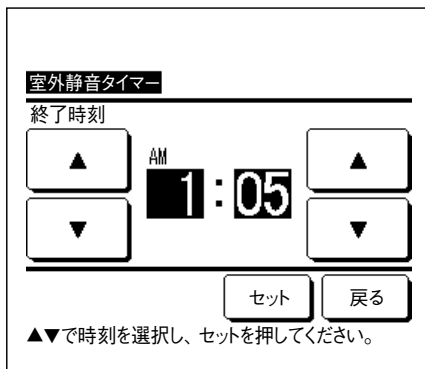 室外静音タイマー
終了時刻
▲ AM ▲
1:05
▼ ▼
セット 戻る
▲▼で時刻を選択し、セットを押してください。